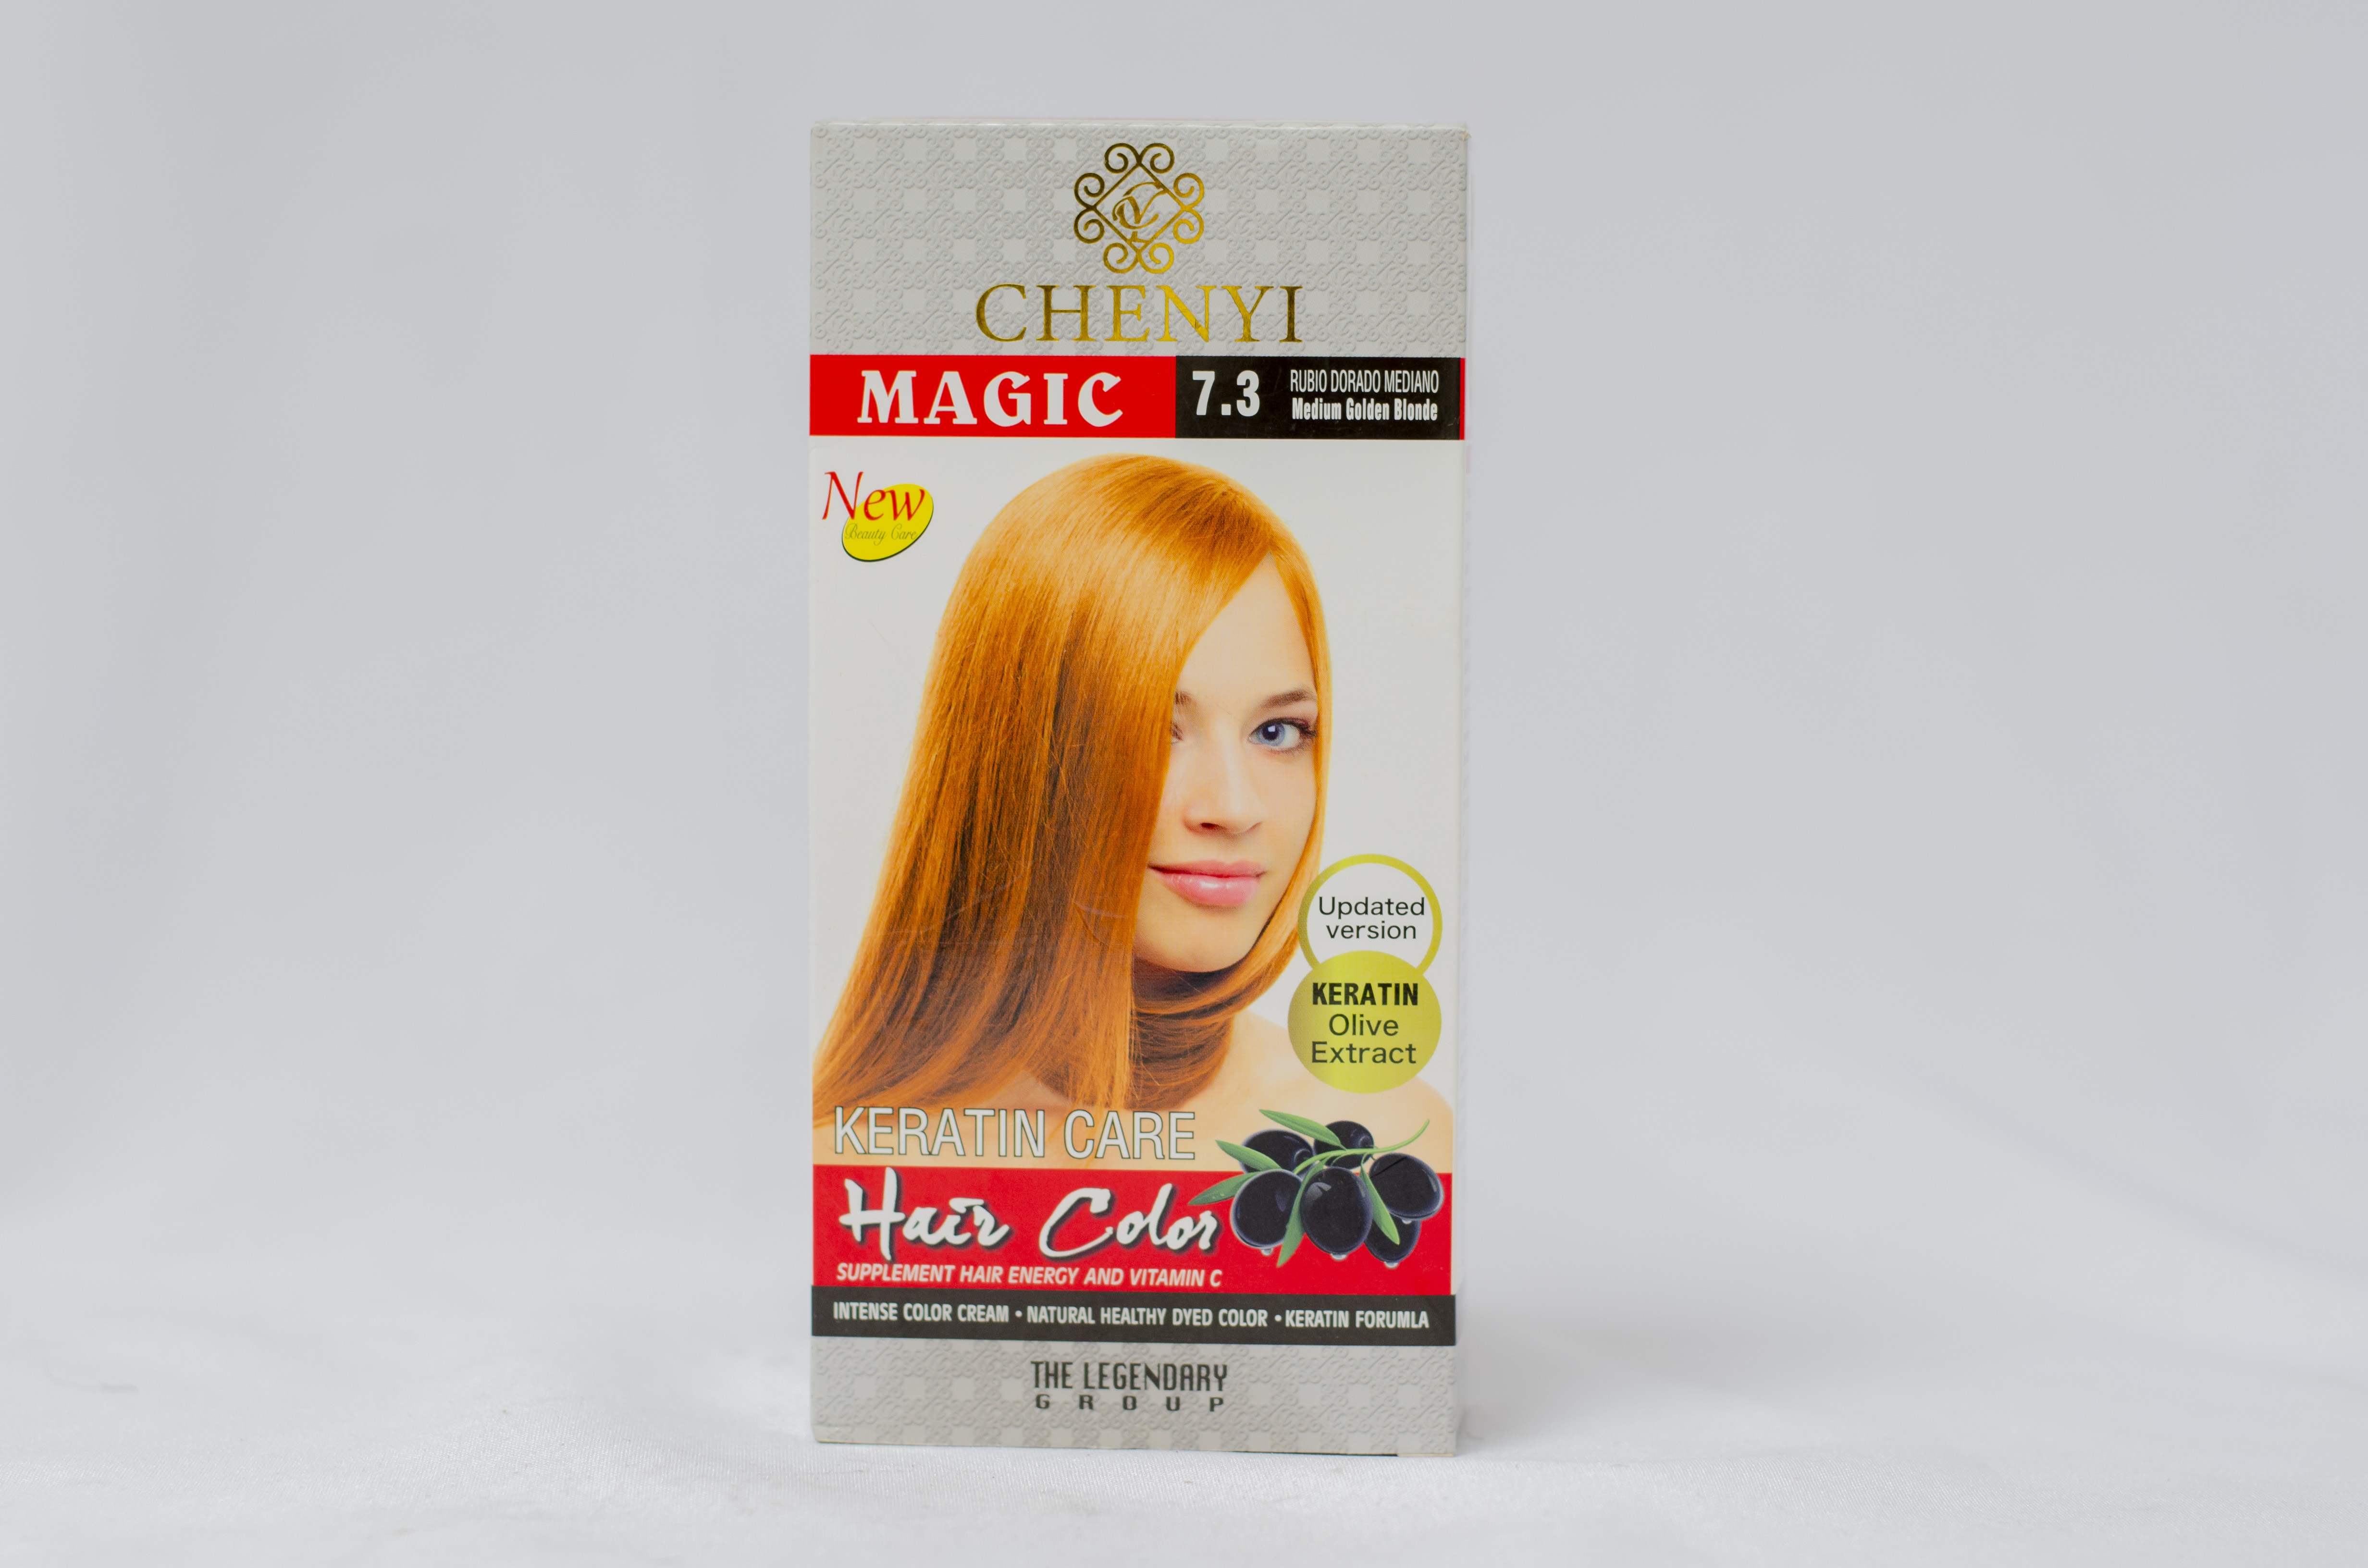 CHENYI
MAGIC
7.3
RUBIO DORADO MEDIANO
Medium Golden Blonde
New
Beauty Care
Updated
version
KERATIN
Olive
Extract
KERATIN CARE
Hair Color
SUPPLEMENT HAIR ENERGY AND VITAMIN C
INTENSE COLOR CREAM • NATURAL HEALTHY DYED COLOR • KERATIN FORUMLA
THE LEGENDARY
GROUP